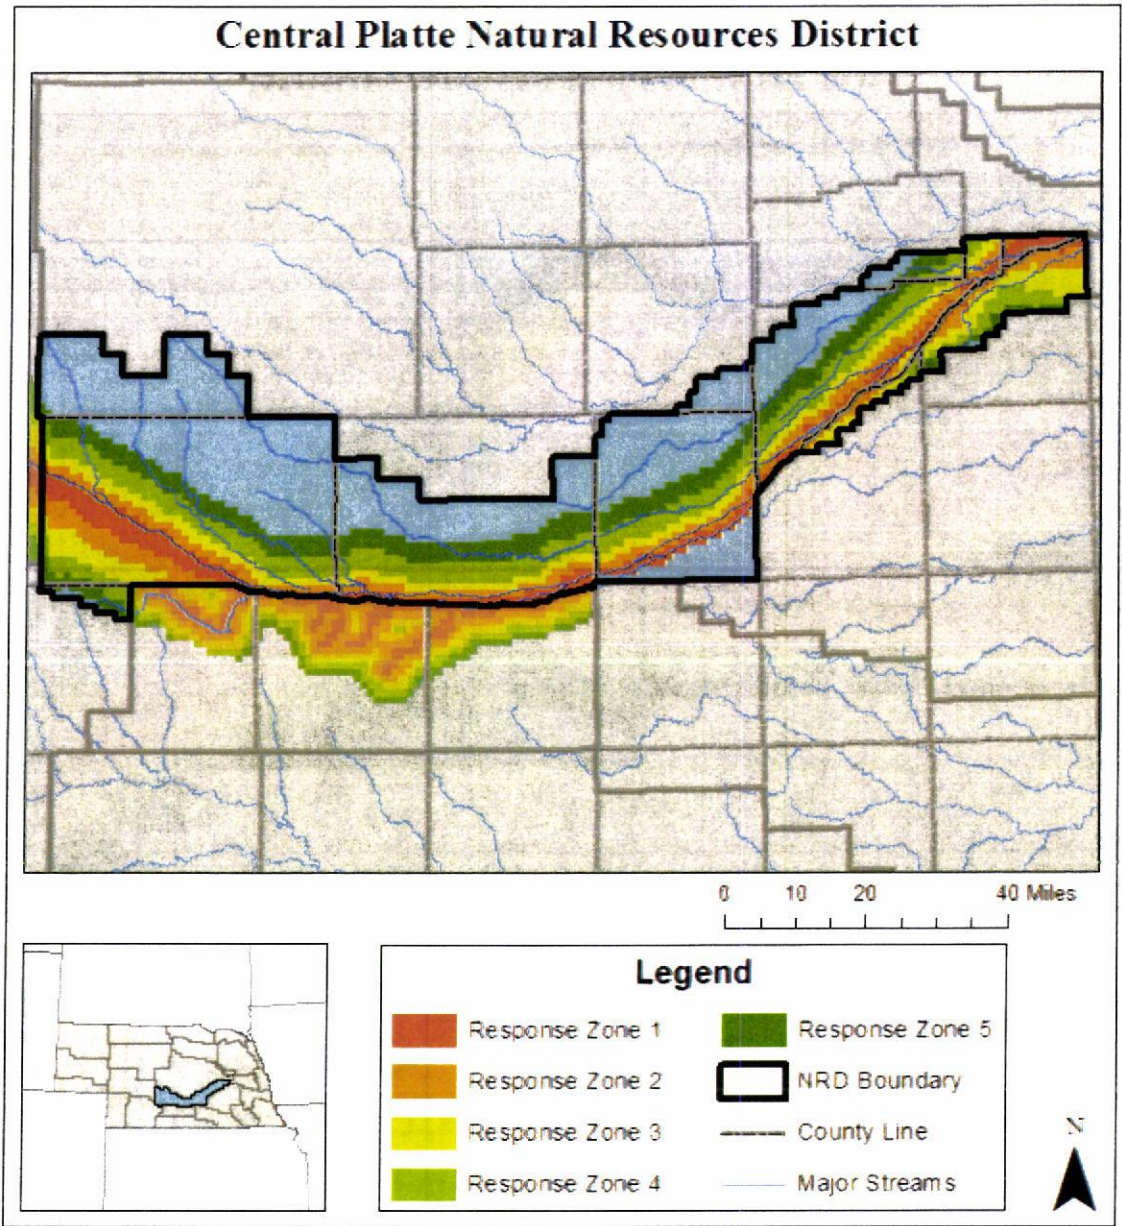 Central Platte Natural Resources District
0 10 20 40 Miles
Legend
Response Zone 1
Response Zone 2
Response Zone 3
Response Zone 4
Response Zone 5
NRD Boundary
County Line
Major Streams
N